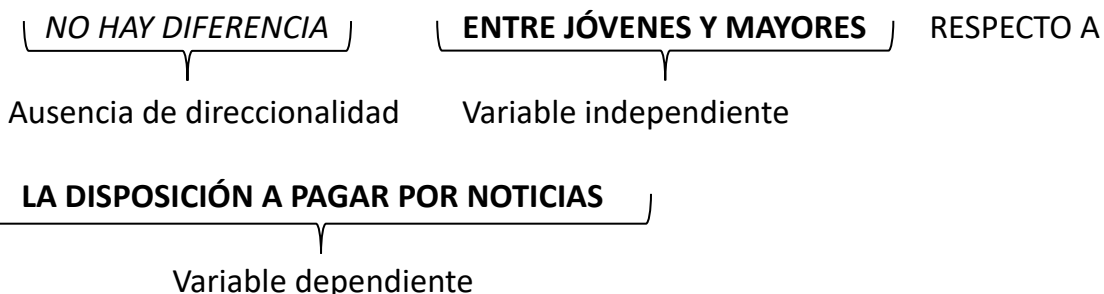 NO HAY DIFERENCIA ENTRE JÓVENES Y MAYORES RESPECTO A
Ausencia de direccionalidad Variable independiente
LA DISPOSICIÓN A PAGAR POR NOTICIAS
Variable dependiente